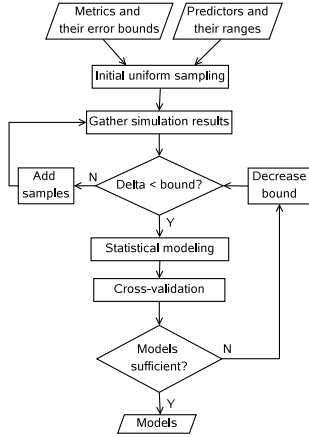 Metrics and
their error bounds
Predictors and
their ranges
Initial uniform sampling
Gather simulation results
Add
samples
N
Delta < bound?
Decrease
bound
Y
Statistical modeling
Cross-validation
Models
sufficient?
N
Y
Models